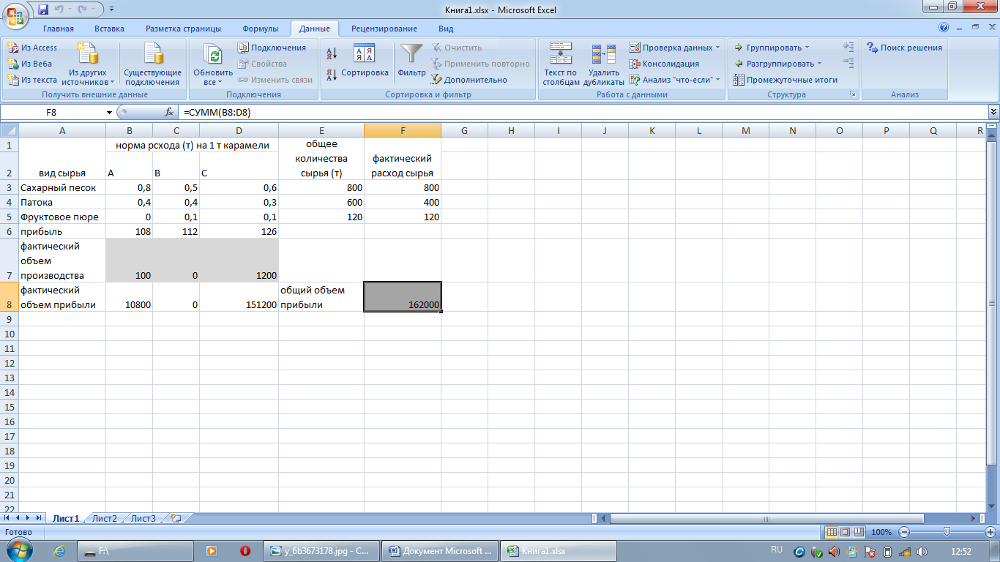 Книга1.xlsx - Microsoft Excel
Главная Вставка Разметка страницы Формулы Данные Рецензирование Вид
Из Access
Из Веба
Из текста
Из других источников
Существующие подключения
Получить внешние данные
Обновить все
Подключения
Свойства
Изменить связи
Подключения
Сортировка
Фильтр
Очистить
Применить повторно
Дополнительно
Сортировка и фильтр
Текст по столбцам
Удалить дубликаты
Проверка данных
Консолидация
Анализ "что-если"
Работа с данными
Группировать
Разгруппировать
Промежуточные итоги
Структура
Поиск решения
Анализ
F8 fx =СУММ(B8:D8)
A B C D E F G H I J K L M N O P Q R
1 норма рсхода (т) на 1 т карамели
общее
количества
сырья (т)
фактический
расход сырья
2 вид сырья A B C
3 Сахарный песок 0,8 0,5 0,6 800 800
4 Патока 0,4 0,4 0,3 600 400
5 Фруктовое пюре 0 0,1 0,1 120 120
6 прибыль 108 112 126
фактический
объем
7 производства 100 0 1200
фактический общий объем
8 объем прибыли 10800 0 151200 прибыли 162000
9
10
11
12
13
14
15
16
17
18
19
20
21
22
Лист1 Лист2 Лист3
Готово 100%
F:\ y_6b3673178.jpg - С... Документ Microsoft ... Книга1.xlsx RU 12:52